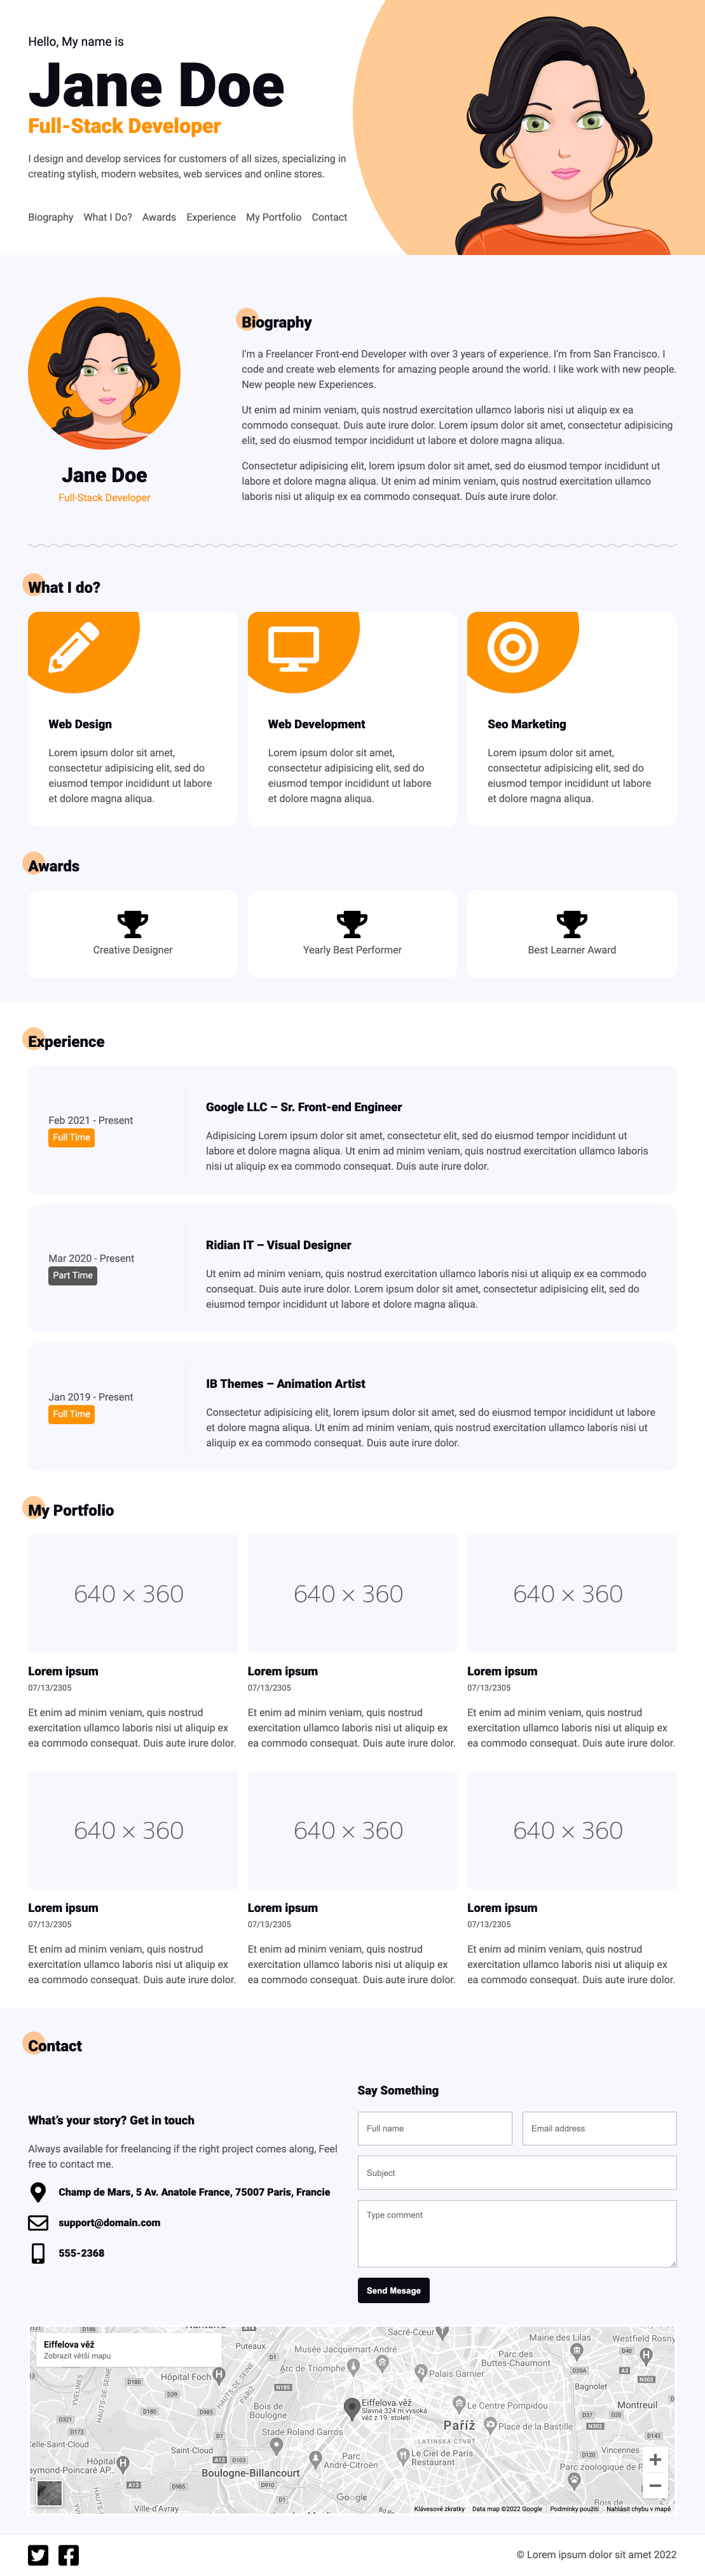 Hello, My name is
Jane Doe
Full-Stack Developer
I design and develop services for customers of all sizes, specializing in
creating stylish, modern websites, web services and online stores.
Biography What I Do? Awards Experience My Portfolio Contact
Biography
I'm a Freelancer Front-end Developer with over 3 years of experience. I'm from San Francisco. I
code and create web elements for amazing people around the world. I like work with new people.
New people new Experiences.
Ut enim ad minim veniam, quis nostrud exercitation ullamco laboris nisi ut aliquip ex ea
commodo consequat. Duis aute irure dolor. Lorem ipsum dolor sit amet, consectetur adipisicing
elit, sed do eiusmod tempor incididunt ut labore et dolore magna aliqua.
Consectetur adipisicing elit, lorem ipsum dolor sit amet, sed do eiusmod tempor incididunt ut
labore et dolore magna aliqua. Ut enim ad minim veniam, quis nostrud exercitation ullamco
laboris nisi ut aliquip ex ea commodo consequat. Duis aute irure dolor.
Jane Doe
Full-Stack Developer
What I do?
Web Design
Lorem ipsum dolor sit amet,
consectetur adipisicing elit, sed do
eiusmod tempor incididunt ut labore
et dolore magna aliqua.
Web Development
Lorem ipsum dolor sit amet,
consectetur adipisicing elit, sed do
eiusmod tempor incididunt ut labore
et dolore magna aliqua.
Seo Marketing
Lorem ipsum dolor sit amet,
consectetur adipisicing elit, sed do
eiusmod tempor incididunt ut labore
et dolore magna aliqua.
Awards
Creative Designer
Yearly Best Performer
Best Learner Award
Experience
Feb 2021 - Present
Full Time
Google LLC – Sr. Front-end Engineer
Adipisicing Lorem ipsum dolor sit amet, consectetur elit, sed do eiusmod tempor incididunt ut
labore et dolore magna aliqua. Ut enim ad minim veniam, quis nostrud exercitation ullamco laboris
nisi ut aliquip ex ea commodo consequat. Duis aute irure dolor.
Mar 2020 - Present
Part Time
Ridian IT – Visual Designer
Ut enim ad minim veniam, quis nostrud exercitation ullamco laboris nisi ut aliquip ex ea commodo
consequat. Duis aute irure dolor. Lorem ipsum dolor sit amet, consectetur adipisicing elit, sed do
eiusmod tempor incididunt ut labore et dolore magna aliqua.
Jan 2019 - Present
Full Time
IB Themes – Animation Artist
Consectetur adipisicing elit, lorem ipsum dolor sit amet, sed do eiusmod tempor incididunt ut labore
et dolore magna aliqua. Ut enim ad minim veniam, quis nostrud exercitation ullamco laboris nisi ut
aliquip ex ea commodo consequat. Duis aute irure dolor.
My Portfolio
640 × 360
Lorem ipsum
07/13/2305
Et enim ad minim veniam, quis nostrud
exercitation ullamco laboris nisi ut aliquip ex
ea commodo consequat. Duis aute irure dolor.
640 × 360
Lorem ipsum
07/13/2305
Et enim ad minim veniam, quis nostrud
exercitation ullamco laboris nisi ut aliquip ex
ea commodo consequat. Duis aute irure dolor.
640 × 360
Lorem ipsum
07/13/2305
Et enim ad minim veniam, quis nostrud
exercitation ullamco laboris nisi ut aliquip ex
ea commodo consequat. Duis aute irure dolor.
640 × 360
Lorem ipsum
07/13/2305
Et enim ad minim veniam, quis nostrud
exercitation ullamco laboris nisi ut aliquip ex
ea commodo consequat. Duis aute irure dolor.
640 × 360
Lorem ipsum
07/13/2305
Et enim ad minim veniam, quis nostrud
exercitation ullamco laboris nisi ut aliquip ex
ea commodo consequat. Duis aute irure dolor.
640 × 360
Lorem ipsum
07/13/2305
Et enim ad minim veniam, quis nostrud
exercitation ullamco laboris nisi ut aliquip ex
ea commodo consequat. Duis aute irure dolor.
Contact
What's your story? Get in touch
Always available for freelancing if the right project comes along, Feel
free to contact me.
Champ de Mars, 5 Av. Anatole France, 75007 Paris, Francie
support@domain.com
555-2368
Say Something
Full name
Email address
Subject
Type comment
Send Mesage
Eiffelova věž
Zobrazit větší mapu
Puteaux
Musée Jacquemart-André
Sacré-Cœur
Mairie des Lilas
Westfield Rosny
Arc de Triomphe
Palais Garnier
Parc des
Buttes-Chaumont
Hôpital Foch
Bagnolet
Bois de
Boulogne
Eiffelova věž
Slavná 324 m vysoká
věž z 19. století
Le Centre Pompidou
Montreuil
Stade Roland Garros
Paříž
Place de la Bastille
LATINSKÁ ČTVRŤ
Saint-Cloud
Parc
André-Citroën
Le Ciel de Paris
Restaurant
Vincennes
Hôpital
Raymond-Poincaré AP...
Boulogne-Billancourt
Parc zoologique de P
Ville-d'Avray
Google
Bois de
Klávesové zkratky Data map ©2022 Google Podmínky použití Nahlásit chybu v mapě
© Lorem ipsum dolor sit amet 2022